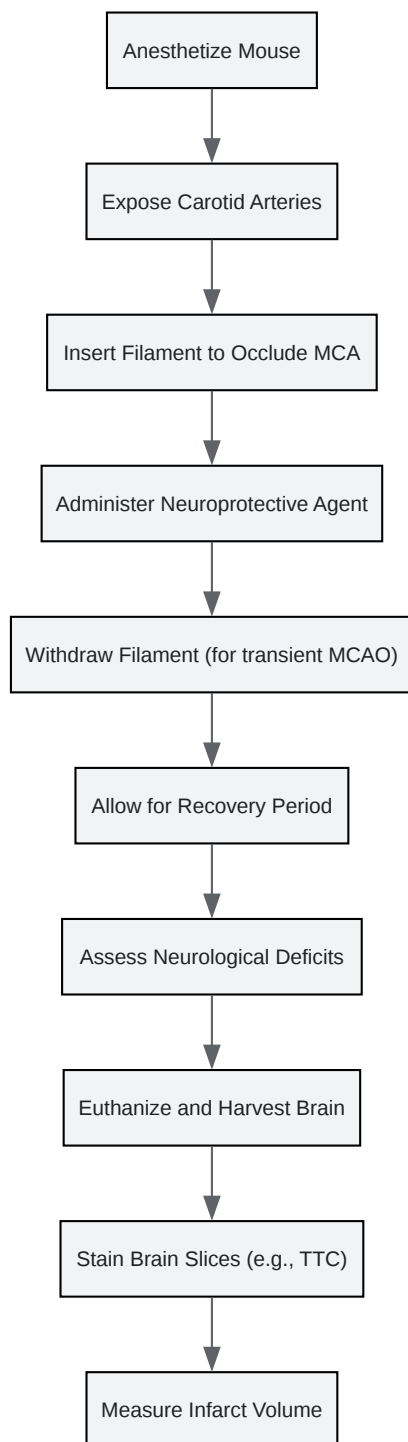 Anesthetize Mouse
Expose Carotid Arteries
Insert Filament to Occlude MCA
Administer Neuroprotective Agent
Withdraw Filament (for transient MCAO)
Allow for Recovery Period
Assess Neurological Deficits
Euthanize and Harvest Brain
Stain Brain Slices (e.g., TTC)
Measure Infarct Volume